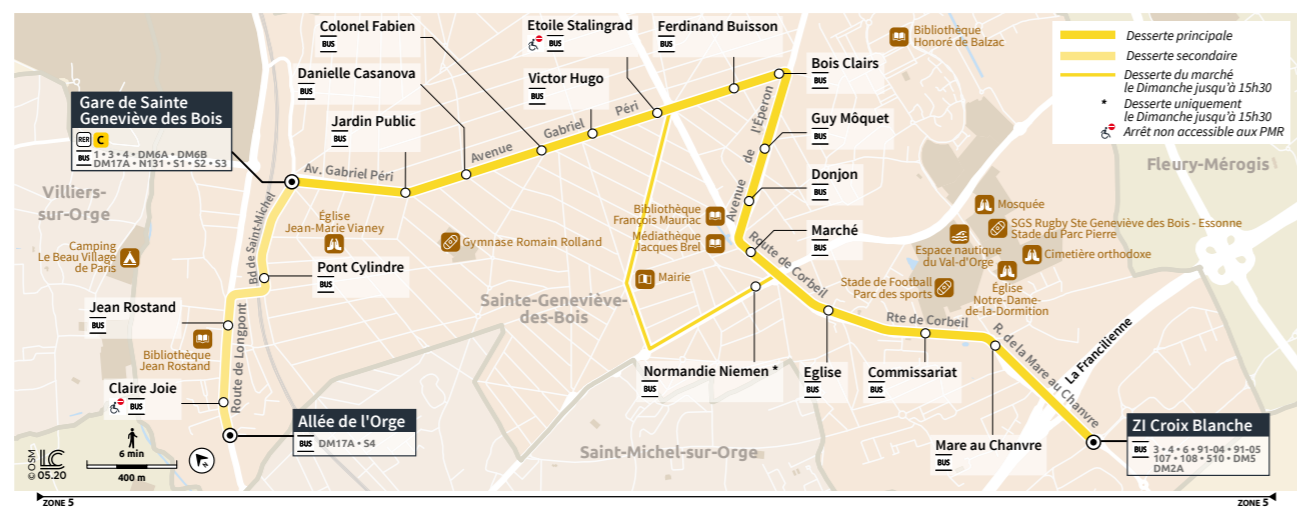 Colonel Fabien
BUS
Etoile Stalingrad
BUS
Ferdinand Buisson
BUS
Bibliothèque
Honoré de Balzac
Desserte principale
Desserte secondaire
Desserte du marché
le Dimanche jusqu'à 15h30
* Desserte uniquement
le Dimanche jusqu'à 15h30
Arrêt non accessible aux PMR
Danielle Casanova
BUS
Victor Hugo
BUS
Bois Clairs
BUS
Gare de Sainte
Geneviève des Bois
RER C
BUS 1 • 3 • 4 • DM6A • DM6B
DM17A • N131 • S1 • S2 • S3
Jardin Public
BUS
Guy Môquet
BUS
Av. Gabriel Péri
Avenue Gabriel Péri
Avenue de l'Éperon
Fleury-Mérogis
Villiers-
sur-Orge
Donjon
BUS
Bd de Saint-Michel
Église
Jean-Marie Vianey
Gymnase Romain Rolland
Bibliothèque
François Mauriac
Médiathèque
Jacques Brel
Marché
BUS
Mosquée
SGS Rugby Ste Geneviève des Bois - Essonne
Stade du Parc Pierre
Espace nautique
du Val-d'Orge
Cimetière orthodoxe
Camping
Le Beau Village
de Paris
Pont Cylindre
BUS
Mairie
Route de Corbeil
Stade de Football
Parc des sports
Église
Notre-Dame-
de-la-Dormition
Sainte-Geneviève-
des-Bois
Jean Rostand
BUS
Bibliothèque
Jean Rostand
Route de Longpont
Rte de Corbeil
R. de la Mare au Chanvre
La Francilienne
Normandie Niemen *
BUS
Eglise
BUS
Commissariat
BUS
Claire Joie
BUS
Allée de l'Orge
BUS DM17A • S4
Saint-Michel-sur-Orge
Mare au Chanvre
BUS
ZI Croix Blanche
BUS 3 • 4 • 6 • 91-04 • 91-05
107 • 108 • 510 • DM5
DM2A
© OSM
LC
05.20
6 min
400 m
ZONE 5
ZONE 5